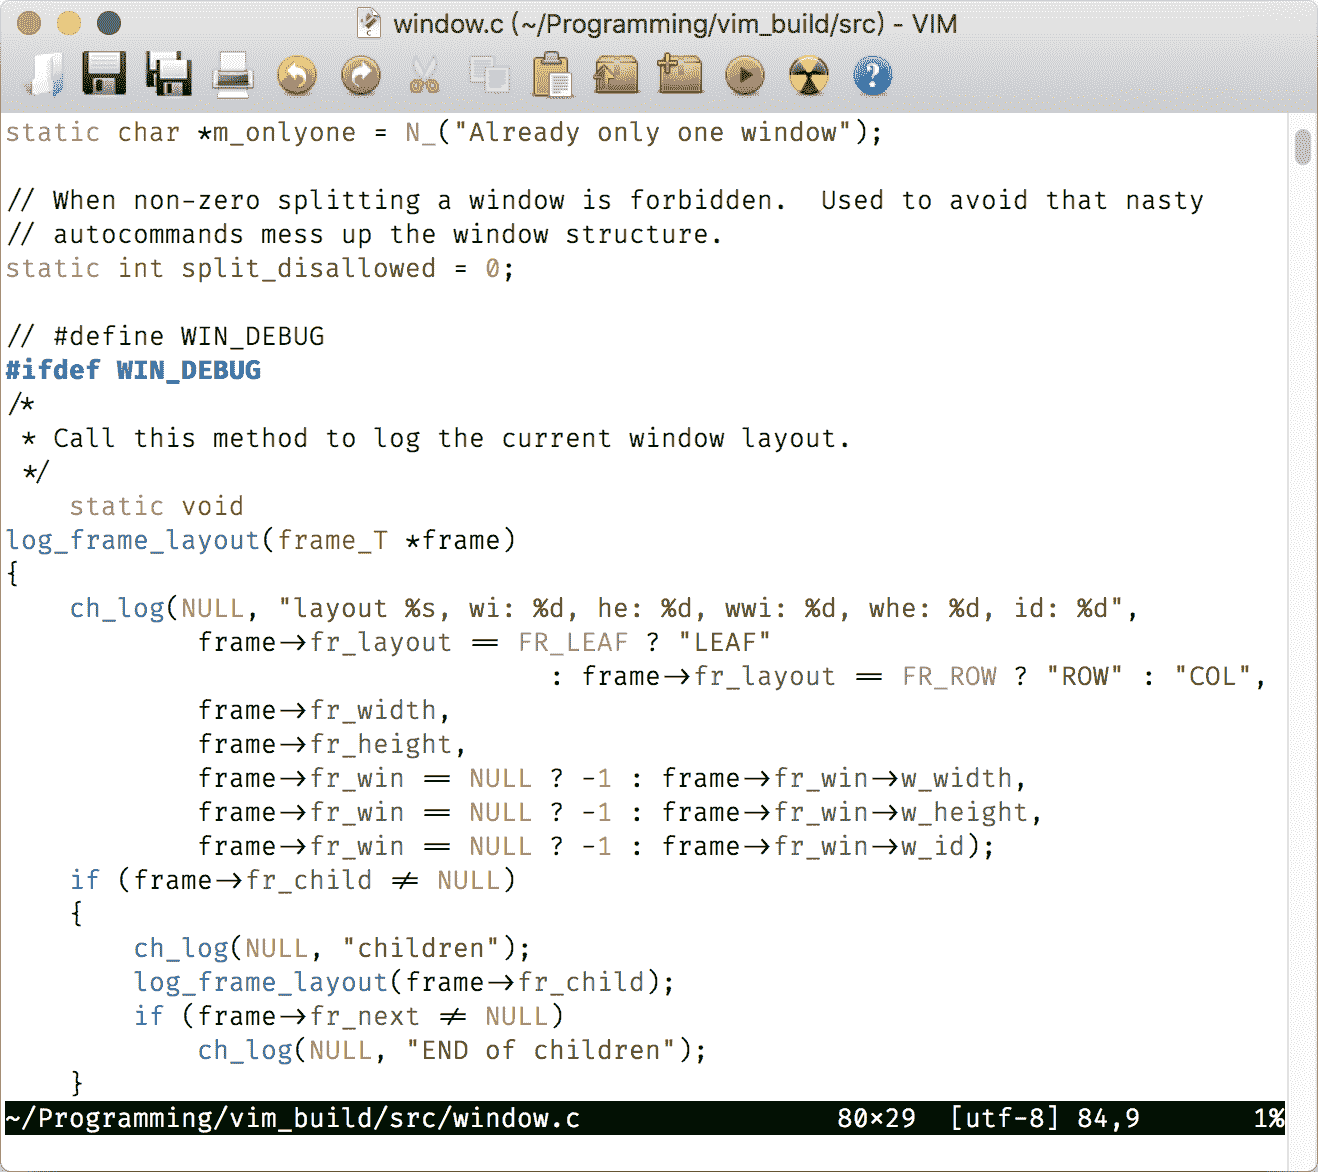 window.c (~/Programming/vim_build/src) - VIM
static char *m_onlyone = N_("Already only one window");
// When non-zero splitting a window is forbidden.  Used to avoid that nasty
// autocommands mess up the window structure.
static int split_disallowed = 0;
// #define WIN_DEBUG
#ifdef WIN_DEBUG
/*
 * Call this method to log the current window layout.
 */
    static void
log_frame_layout(frame_T *frame)
{
    ch_log(NULL, "layout %s, wi: %d, he: %d, wwi: %d, whe: %d, id: %d",
            frame->fr_layout == FR_LEAF ? "LEAF"
                                  : frame->fr_layout == FR_ROW ? "ROW" : "COL",
            frame->fr_width,
            frame->fr_height,
            frame->fr_win == NULL ? -1 : frame->fr_win->w_width,
            frame->fr_win == NULL ? -1 : frame->fr_win->w_height,
            frame->fr_win == NULL ? -1 : frame->fr_win->w_id);
    if (frame->fr_child != NULL)
    {
        ch_log(NULL, "children");
        log_frame_layout(frame->fr_child);
        if (frame->fr_next != NULL)
            ch_log(NULL, "END of children");
    }
~/Programming/vim_build/src/window.c                80×29  [utf-8] 84,9       1%